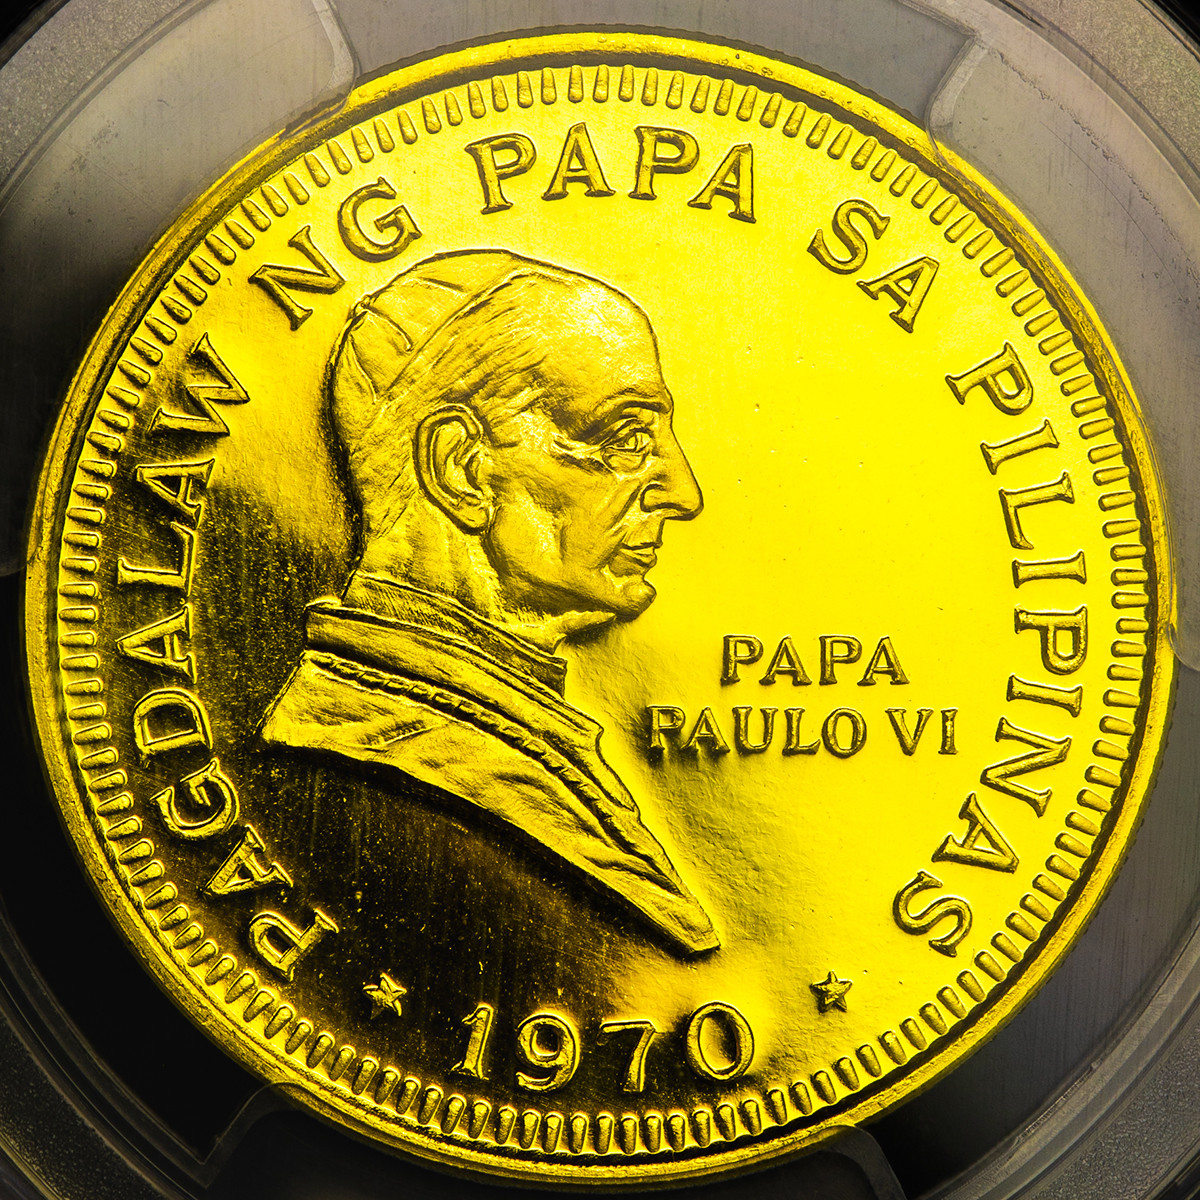 PAGDALAW NG PAPA SA PILIPINAS
PAPA
PAULO VI
1970